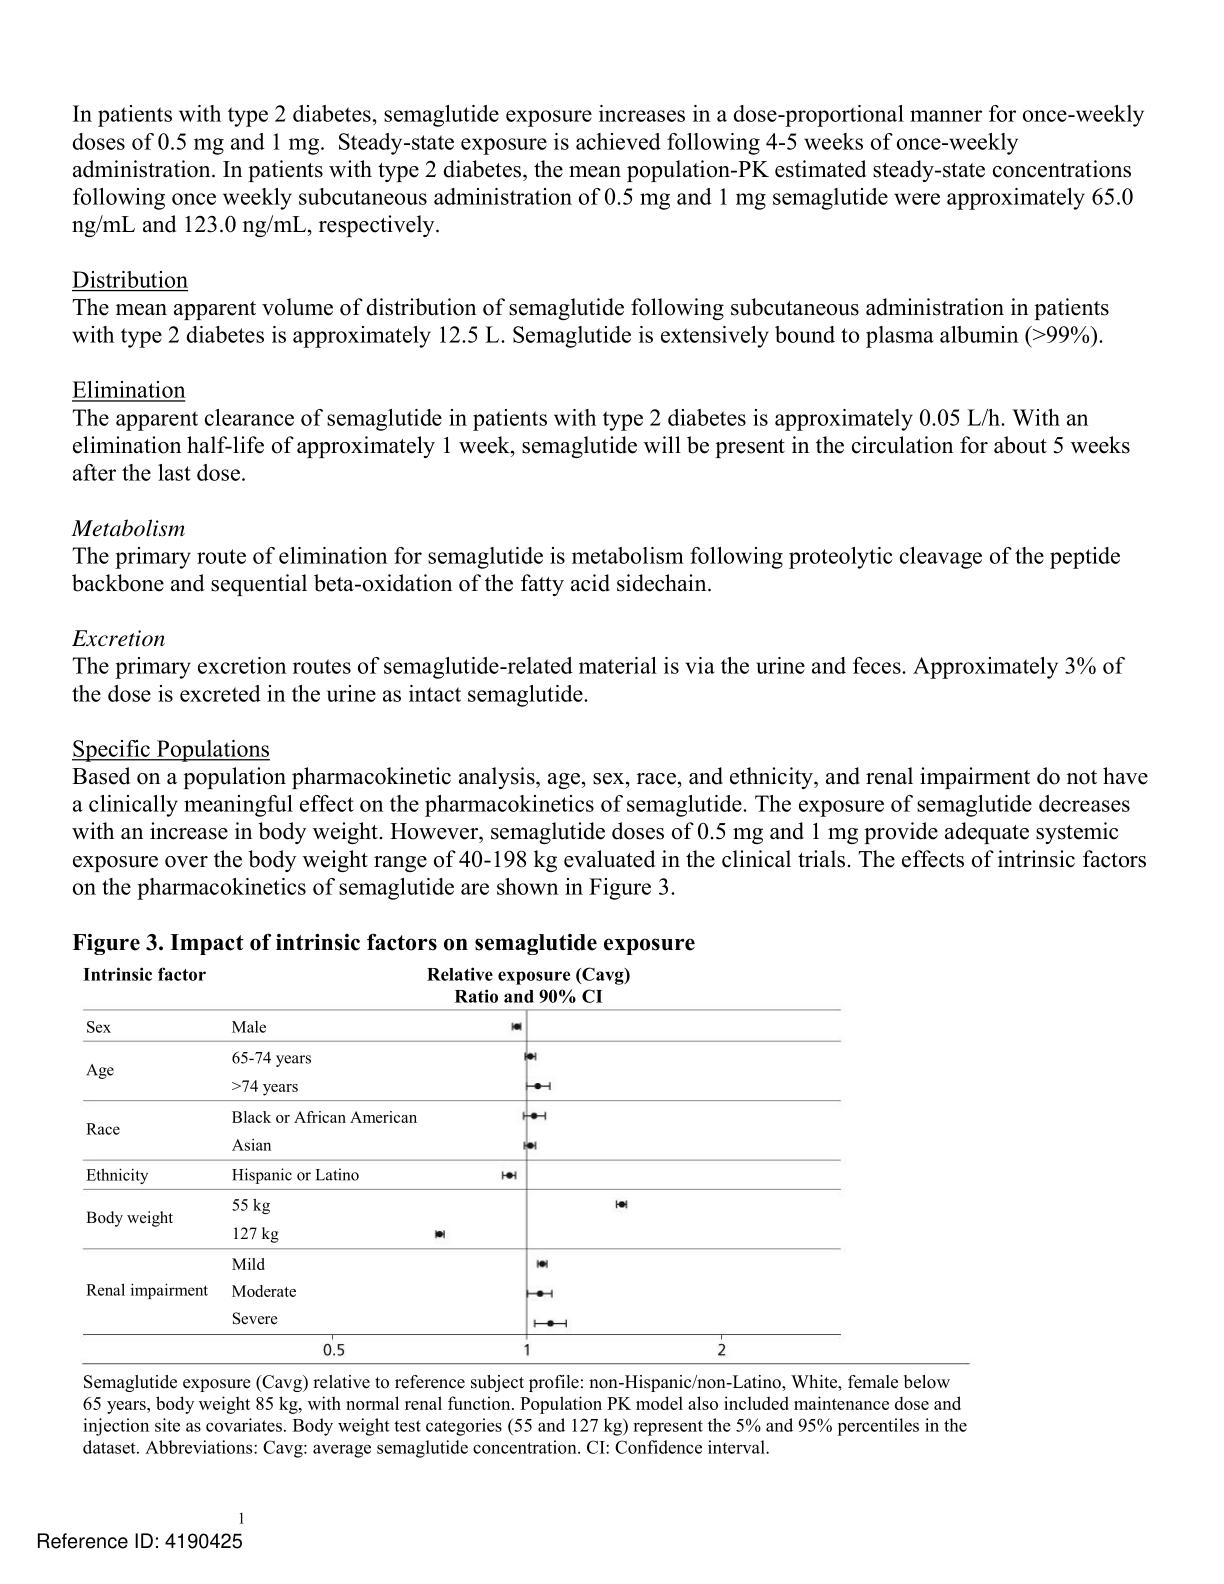 In patients with type 2 diabetes, semaglutide exposure increases in a dose-proportional manner for once-weekly
doses of 0.5 mg and 1 mg.  Steady-state exposure is achieved following 4-5 weeks of once-weekly
administration. In patients with type 2 diabetes, the mean population-PK estimated steady-state concentrations
following once weekly subcutaneous administration of 0.5 mg and 1 mg semaglutide were approximately 65.0
ng/mL and 123.0 ng/mL, respectively.
Distribution
The mean apparent volume of distribution of semaglutide following subcutaneous administration in patients
with type 2 diabetes is approximately 12.5 L. Semaglutide is extensively bound to plasma albumin (>99%).
Elimination
The apparent clearance of semaglutide in patients with type 2 diabetes is approximately 0.05 L/h. With an
elimination half-life of approximately 1 week, semaglutide will be present in the circulation for about 5 weeks
after the last dose.
Metabolism
The primary route of elimination for semaglutide is metabolism following proteolytic cleavage of the peptide
backbone and sequential beta-oxidation of the fatty acid sidechain.
Excretion
The primary excretion routes of semaglutide-related material is via the urine and feces. Approximately 3% of
the dose is excreted in the urine as intact semaglutide.
Specific Populations
Based on a population pharmacokinetic analysis, age, sex, race, and ethnicity, and renal impairment do not have
a clinically meaningful effect on the pharmacokinetics of semaglutide. The exposure of semaglutide decreases
with an increase in body weight. However, semaglutide doses of 0.5 mg and 1 mg provide adequate systemic
exposure over the body weight range of 40-198 kg evaluated in the clinical trials. The effects of intrinsic factors
on the pharmacokinetics of semaglutide are shown in Figure 3.
Figure 3. Impact of intrinsic factors on semaglutide exposure
Intrinsic factor Relative exposure (Cavg)
Ratio and 90% CI
Sex Male
Age 65-74 years
>74 years
Race Black or African American
Asian
Ethnicity Hispanic or Latino
Body weight 55 kg
127 kg
Mild
Renal impairment Moderate
Severe
0.5 1 2
Semaglutide exposure (Cavg) relative to reference subject profile: non-Hispanic/non-Latino, White, female below
65 years, body weight 85 kg, with normal renal function. Population PK model also included maintenance dose and
injection site as covariates. Body weight test categories (55 and 127 kg) represent the 5% and 95% percentiles in the
dataset. Abbreviations: Cavg: average semaglutide concentration. CI: Confidence interval.
1
Reference ID: 4190425